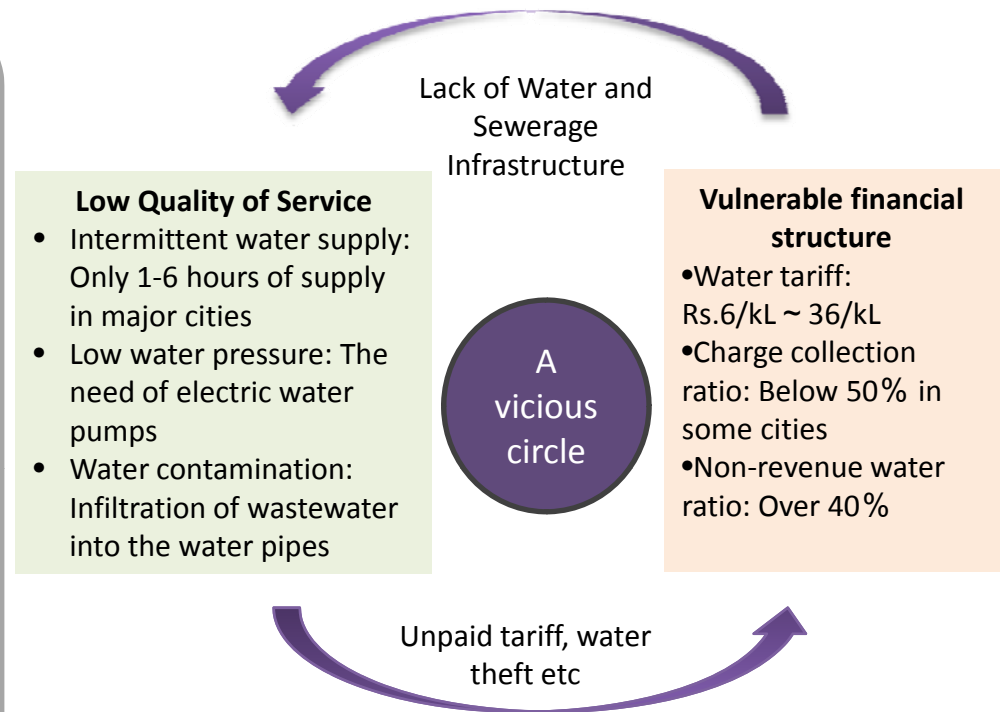 Lack of Water and
Sewerage
Infrastructure
Low Quality of Service
• Intermittent water supply:
Only 1-6 hours of supply
in major cities
• Low water pressure: The
need of electric water
pumps
• Water contamination:
Infiltration of wastewater
into the water pipes
A
vicious
circle
Vulnerable financial
structure
•Water tariff:
Rs.6/kL ~ 36/kL
•Charge collection
ratio: Below 50% in
some cities
•Non-revenue water
ratio: Over 40%
Unpaid tariff, water
theft etc